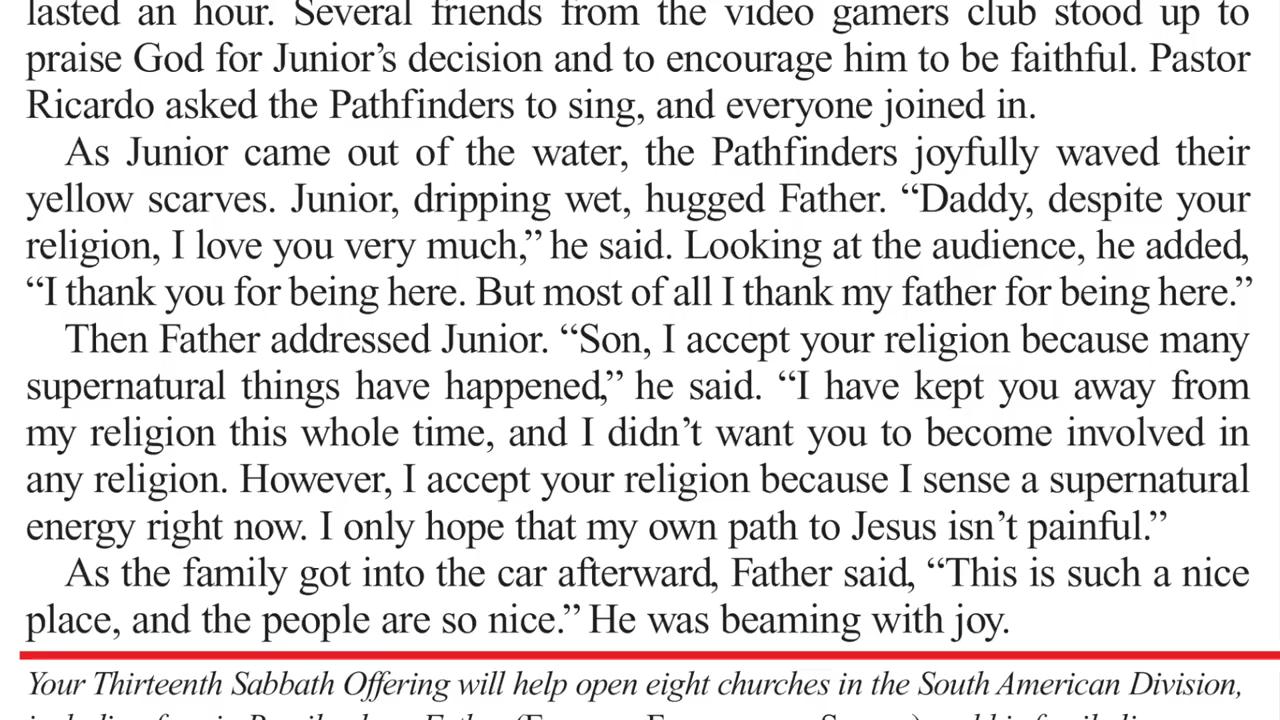 lasted an hour. Several friends from the video gamers club stood up to
praise God for Junior’s decision and to encourage him to be faithful. Pastor
Ricardo asked the Pathfinders to sing, and everyone joined in.
As Junior came out of the water, the Pathfinders joyfully waved their
yellow scarves. Junior, dripping wet, hugged Father. “Daddy, despite your
religion, I love you very much,” he said. Looking at the audience, he added,
“I thank you for being here. But most of all I thank my father for being here.”
Then Father addressed Junior. “Son, I accept your religion because many
supernatural things have happened,” he said. “I have kept you away from
my religion this whole time, and I didn’t want you to become involved in
any religion. However, I accept your religion because I sense a supernatural
energy right now. I only hope that my own path to Jesus isn’t painful.”
As the family got into the car afterward, Father said, “This is such a nice
place, and the people are so nice.” He was beaming with joy.
Your Thirteenth Sabbath Offering will help open eight churches in the South American Division,